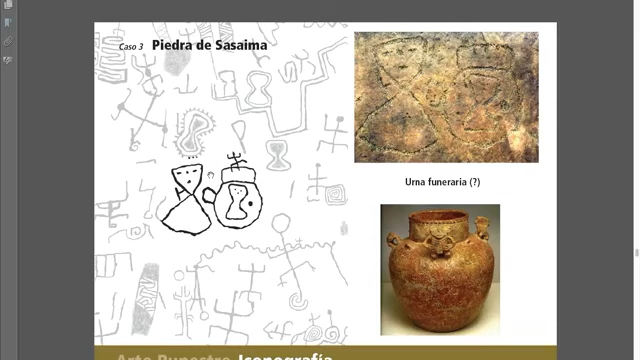 Caso 3 Piedra de Sasaima
Urna funeraria (?)
Arte Rupestre Iconografía